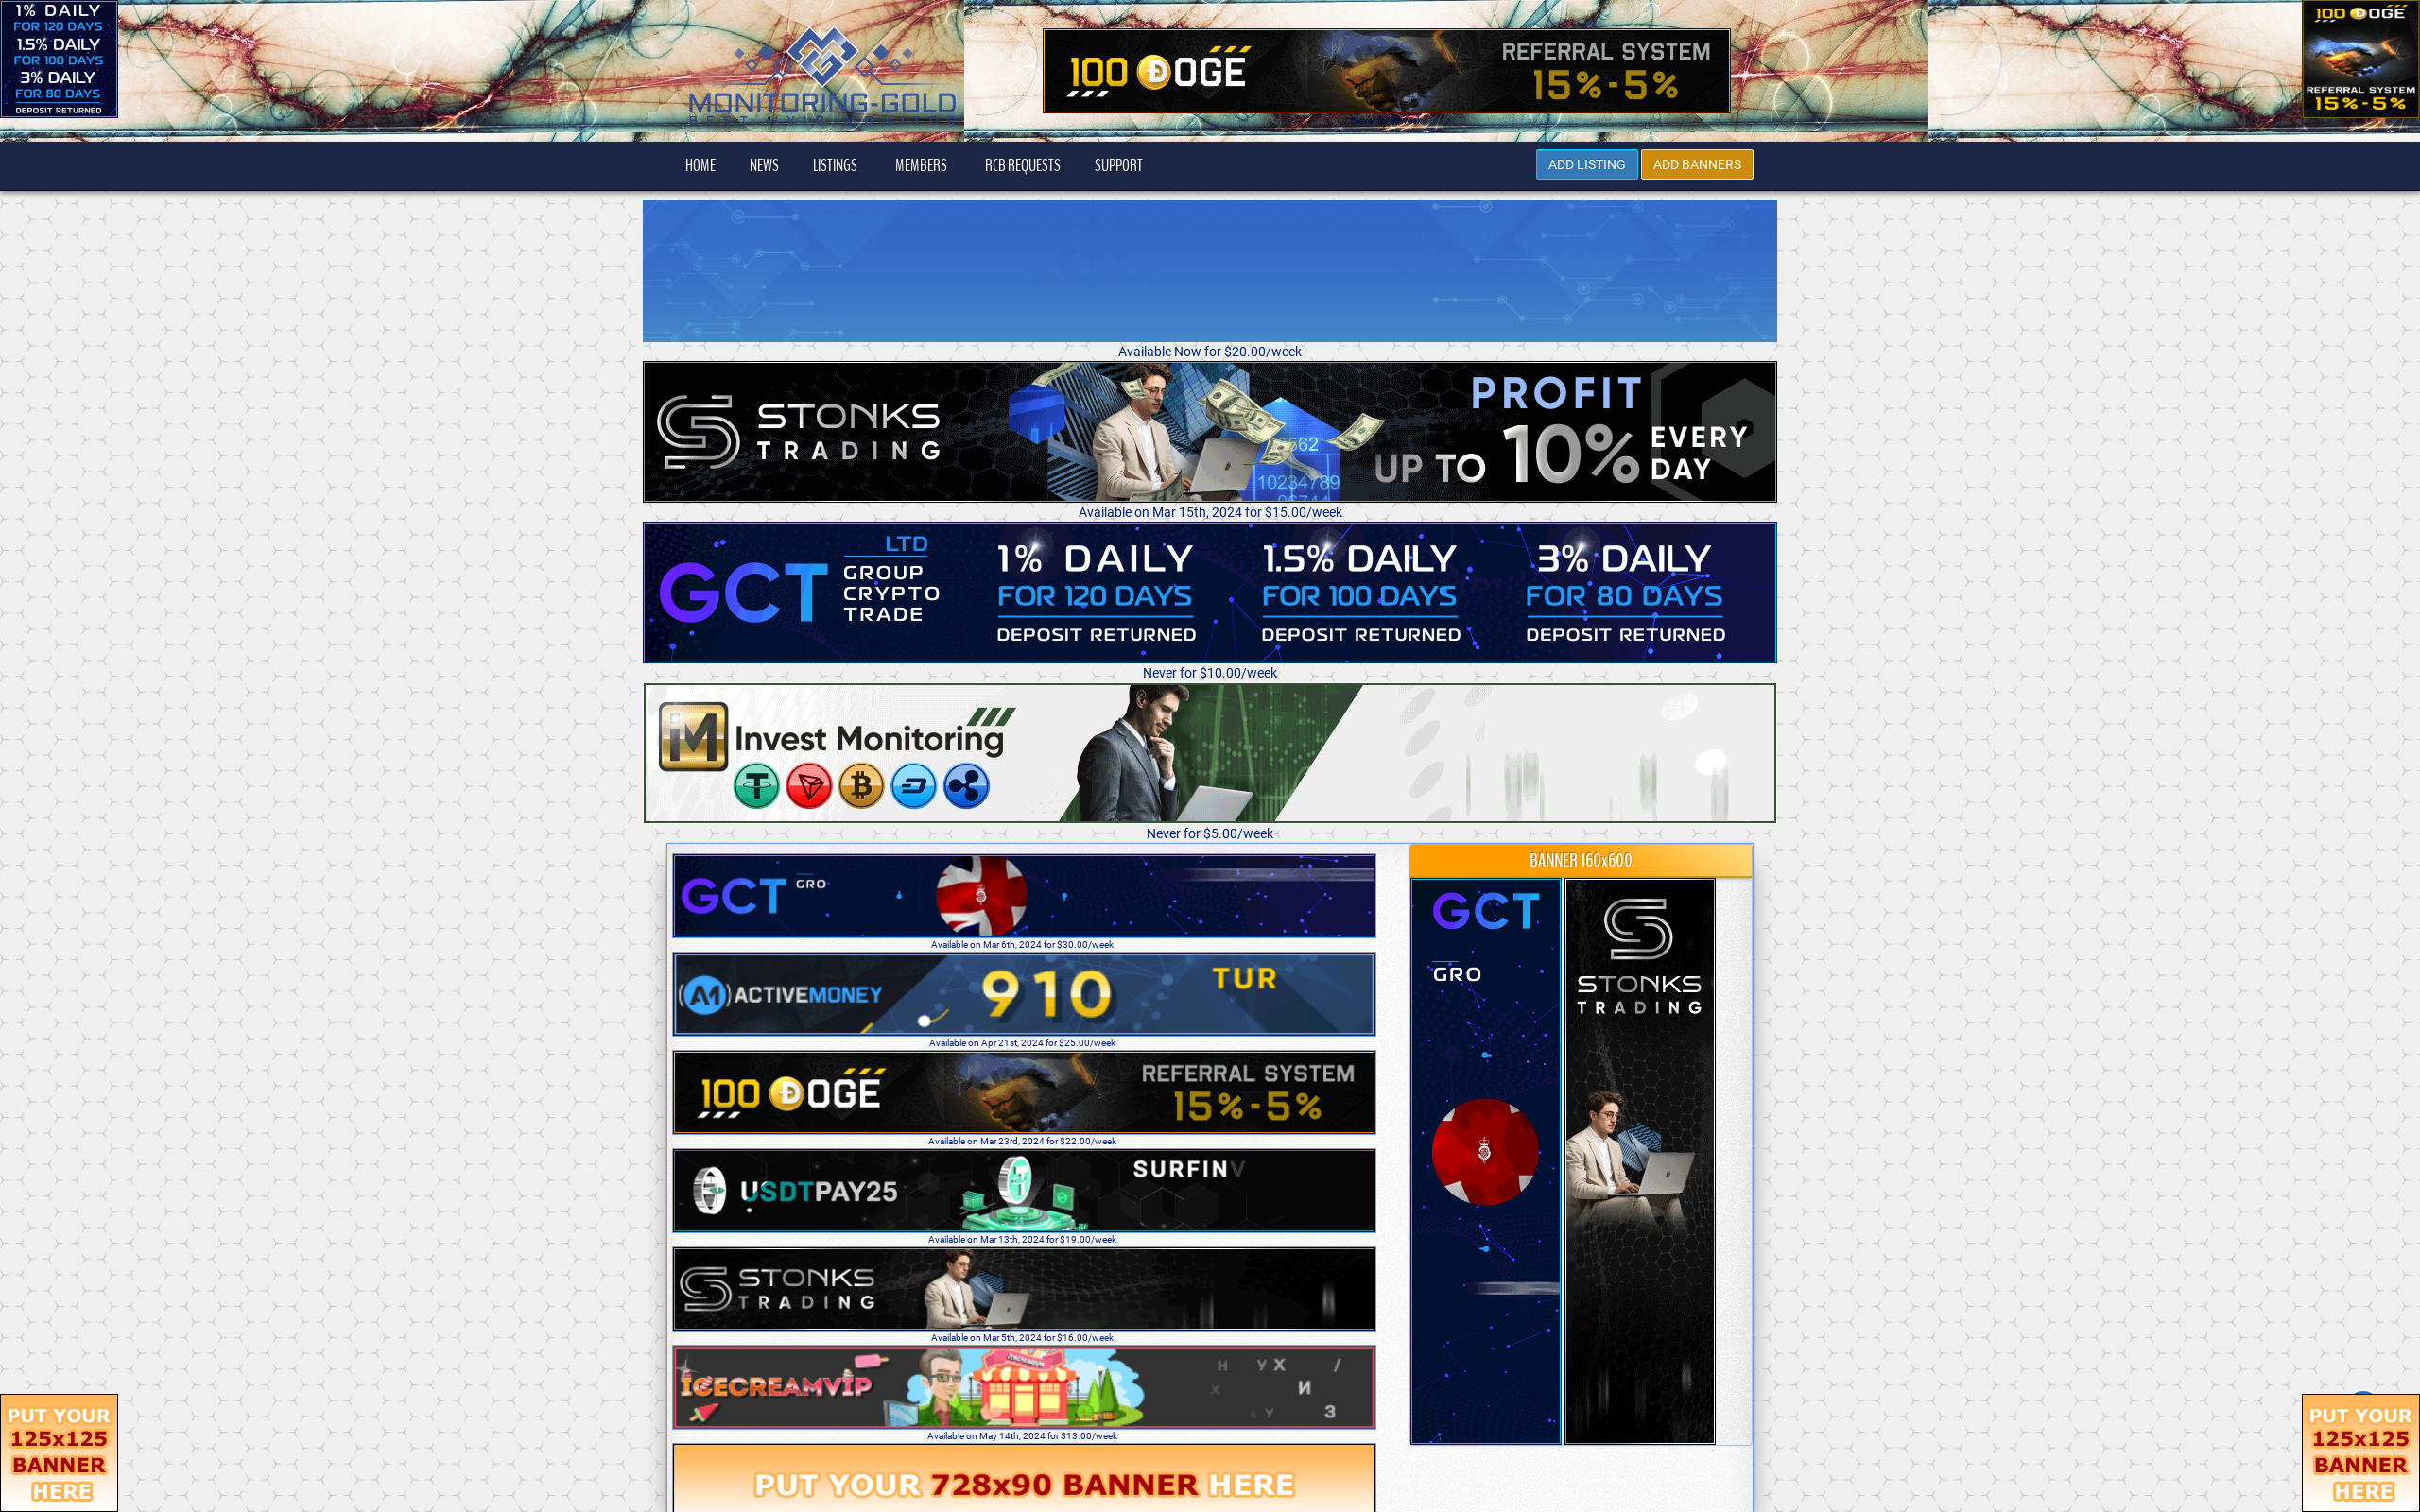 1% DAILY
FOR 120 DAYS
1.5% DAILY
FOR 100 DAYS
3% DAILY
FOR 80 DAYS
DEPOSIT RETURNED
MONITORING-GOLD
100 DOGE
REFERRAL SYSTEM
15%-5%
100 DOGE
REFERRAL SYSTEM
15%-5%
HOME NEWS LISTINGS MEMBERS RCB REQUESTS SUPPORT ADD LISTING ADD BANNERS
Available Now for $20.00/week
STONKS
TRADING
PROFIT
UP TO 10% EVERY DAY
Available on Mar 15th, 2024 for $15.00/week
GCT LTD
GROUP
CRYPTO
TRADE
1% DAILY
FOR 120 DAYS
DEPOSIT RETURNED
1.5% DAILY
FOR 100 DAYS
DEPOSIT RETURNED
3% DAILY
FOR 80 DAYS
DEPOSIT RETURNED
Never for $10.00/week
iM Invest Monitoring
Never for $5.00/week
GCT GRO
Available on Mar 6th, 2024 for $30.00/week
ACTIVEMONEY 910 TUR
Available on Apr 21st, 2024 for $25.00/week
100 DOGE
REFERRAL SYSTEM
15%-5%
Available on Mar 23rd, 2024 for $22.00/week
USDTPAY25 SURFINV
Available on Mar 13th, 2024 for $19.00/week
STONKS
TRADING
Available on Mar 5th, 2024 for $16.00/week
ICECREAMVIP
Available on May 14th, 2024 for $13.00/week
PUT YOUR 728x90 BANNER HERE
BANNER 160x600
GCT
GRO
STONKS
TRADING
PUT YOUR
125x125
BANNER
HERE
PUT YOUR
125x125
BANNER
HERE